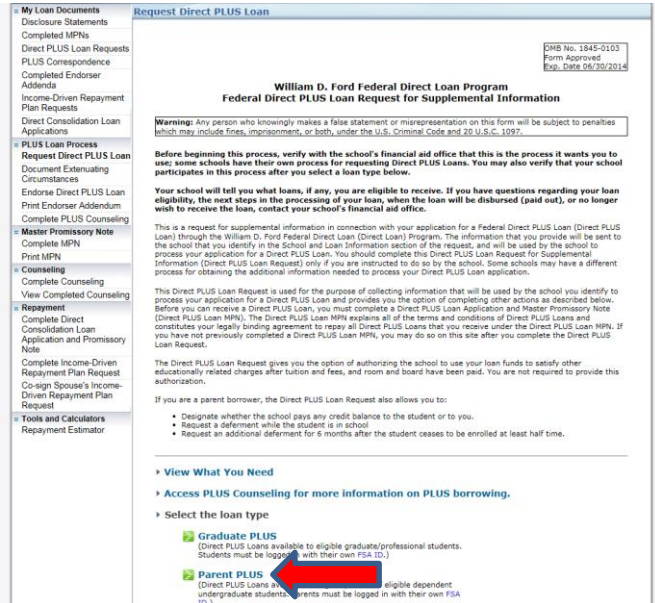 My Loan Documents
Disclosure Statements
Completed MPNs
Direct PLUS Loan Requests
PLUS Correspondence
Completed Endorser
Addenda
Income-Driven Repayment
Plan Requests
Direct Consolidation Loan
Applications
PLUS Loan Process
Request Direct PLUS Loan
Document Extenuating
Circumstances
Endorse Direct PLUS Loan
Print Endorser Addendum
Complete PLUS Counseling
Master Promissory Note
Complete MPN
Print MPN
Counseling
Complete Counseling
View Completed Counseling
Repayment
Complete Direct
Consolidation Loan
Application and Promissory
Note
Complete Income-Driven
Repayment Plan Request
Co-sign Spouse's Income-
Driven Repayment Plan
Request
Tools and Calculators
Repayment Estimator
Request Direct PLUS Loan
OMB No. 1845-0103
Form Approved
Exp. Date 06/30/2014
William D. Ford Federal Direct Loan Program
Federal Direct PLUS Loan Request for Supplemental Information
Warning: Any person who knowingly makes a false statement or misrepresentation on this form will be subject to penalties
which may include fines, imprisonment, or both, under the U.S. Criminal Code and 20 U.S.C. 1097.
Before beginning this process, verify with the school's financial aid office that this is the process it wants you to
use; some schools have their own process for requesting Direct PLUS Loans. You may also verify that your school
participates in this process after you select a loan type below.
Your school will tell you what loans, if any, you are eligible to receive. If you have questions regarding your loan
eligibility, the next steps in the processing of your loan, when the loan will be disbursed (paid out), or no longer
wish to receive the loan, contact your school's financial aid office.
This is a request for supplemental information in connection with your application for a Federal Direct PLUS Loan (Direct PLUS
Loan) through the William D. Ford Federal Direct Loan (Direct Loan) Program. The information that you provide will be sent to
the school that you identify in the School and Loan Information section of the request, and will be used by the school to
process your application for a Direct PLUS Loan. You should complete this Direct PLUS Loan Request for Supplemental
Information (Direct PLUS Loan Request) only if you are instructed to do so by the school. Some schools may have a different
process for obtaining the additional information needed to process your Direct PLUS Loan application.
This Direct PLUS Loan Request is used for the purpose of collecting information that will be used by the school you identify to
process your application for a Direct PLUS Loan and provides you the option of completing other actions as described below.
Before you can receive a Direct PLUS Loan, you must complete a Direct PLUS Loan Application and Master Promissory Note
(Direct PLUS Loan MPN). The Direct PLUS Loan MPN explains all of the terms and conditions of Direct PLUS Loans and
constitutes your legally binding agreement to repay all Direct PLUS Loans that you receive under the Direct PLUS Loan MPN. If
you have not previously completed a Direct PLUS Loan MPN, you may do so on this site after you complete the Direct PLUS
Loan Request.
The Direct PLUS Loan Request gives you the option of authorizing the school to use your loan funds to satisfy other
educationally related charges after tuition and fees, and room and board have been paid. You are not required to provide this
authorization.
If you are a parent borrower, the Direct PLUS Loan Request also allows you to:
• Designate whether the school pays any credit balance to the student or to you.
• Request a deferment while the student is in school
• Request an additional deferment for 6 months after the student ceases to be enrolled at least half time.
View What You Need
Access PLUS Counseling for more information on PLUS borrowing.
Select the loan type
Graduate PLUS
(Direct PLUS Loans available to eligible graduate/professional students.
Students must be logged in with their own FSA ID.)
Parent PLUS
(Direct PLUS Loans eligible dependent
undergraduate students. Parents must be logged in with their own FSA
ID.)